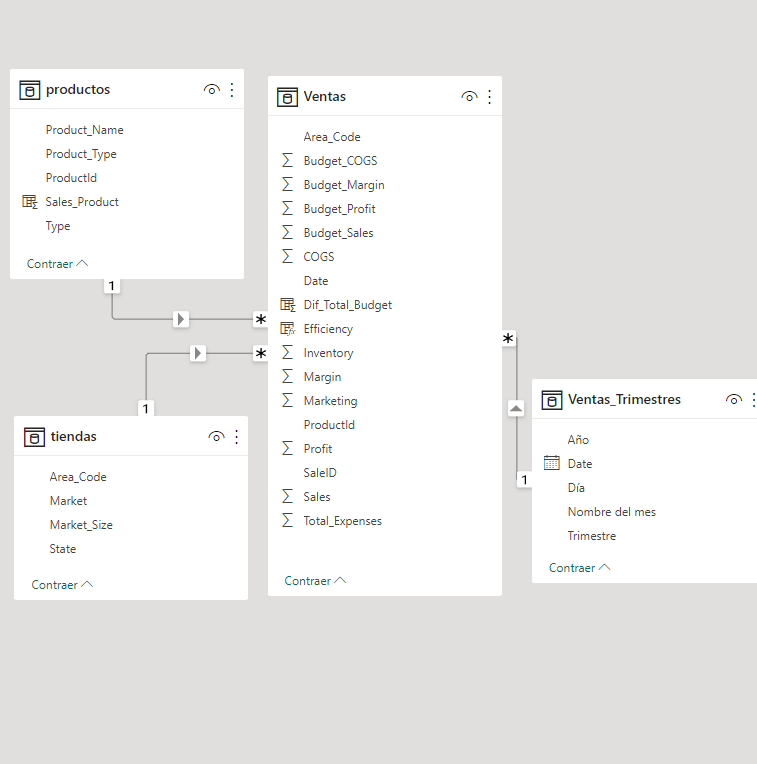 productos
Product_Name
Product_Type
ProductId
Sales_Product
Type
Contraer
1
*
Ventas
Area_Code
Budget_COGS
Budget_Margin
Budget_Profit
Budget_Sales
COGS
Date
Dif_Total_Budget
Efficiency
Inventory
Margin
Marketing
ProductId
Profit
SaleID
Sales
Total_Expenses
Contraer
*
1
tiendas
Area_Code
Market
Market_Size
State
Contraer
*
1
Ventas_Trimestres
Año
Date
Día
Nombre del mes
Trimestre
Contraer